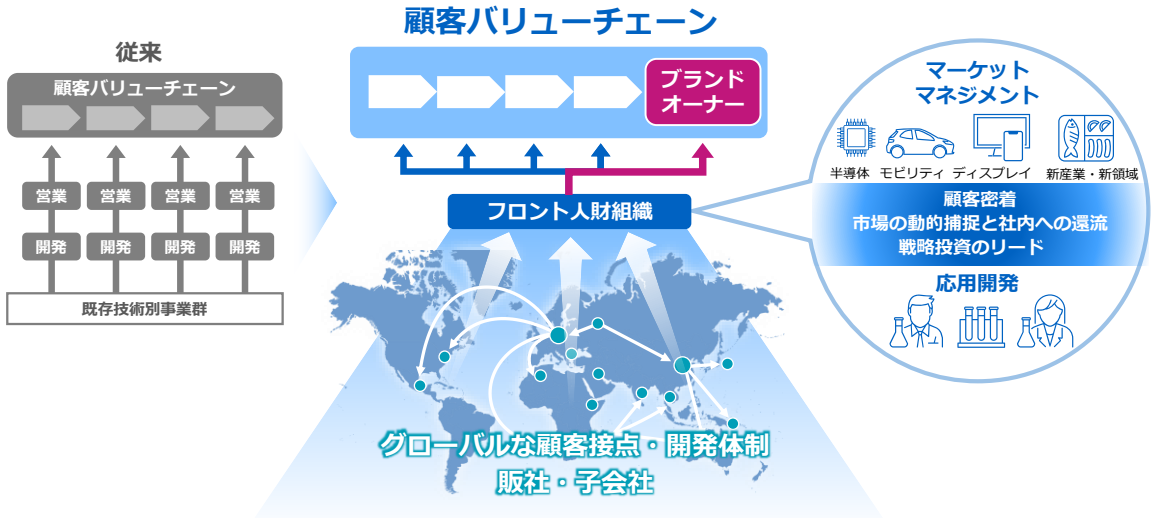 従来
顧客バリューチェーン
営業
営業
営業
営業
開発
開発
開発
開発
既存技術別事業群
顧客バリューチェーン
ブランド
オーナー
フロント人財組織
グローバルな顧客接点・開発体制
販社・子会社
マーケット
マネジメント
半導体
モビリティ
ディスプレイ
新産業・新領域
顧客密着
市場の動的捕捉と社内への還流
戦略投資のリード
応用開発